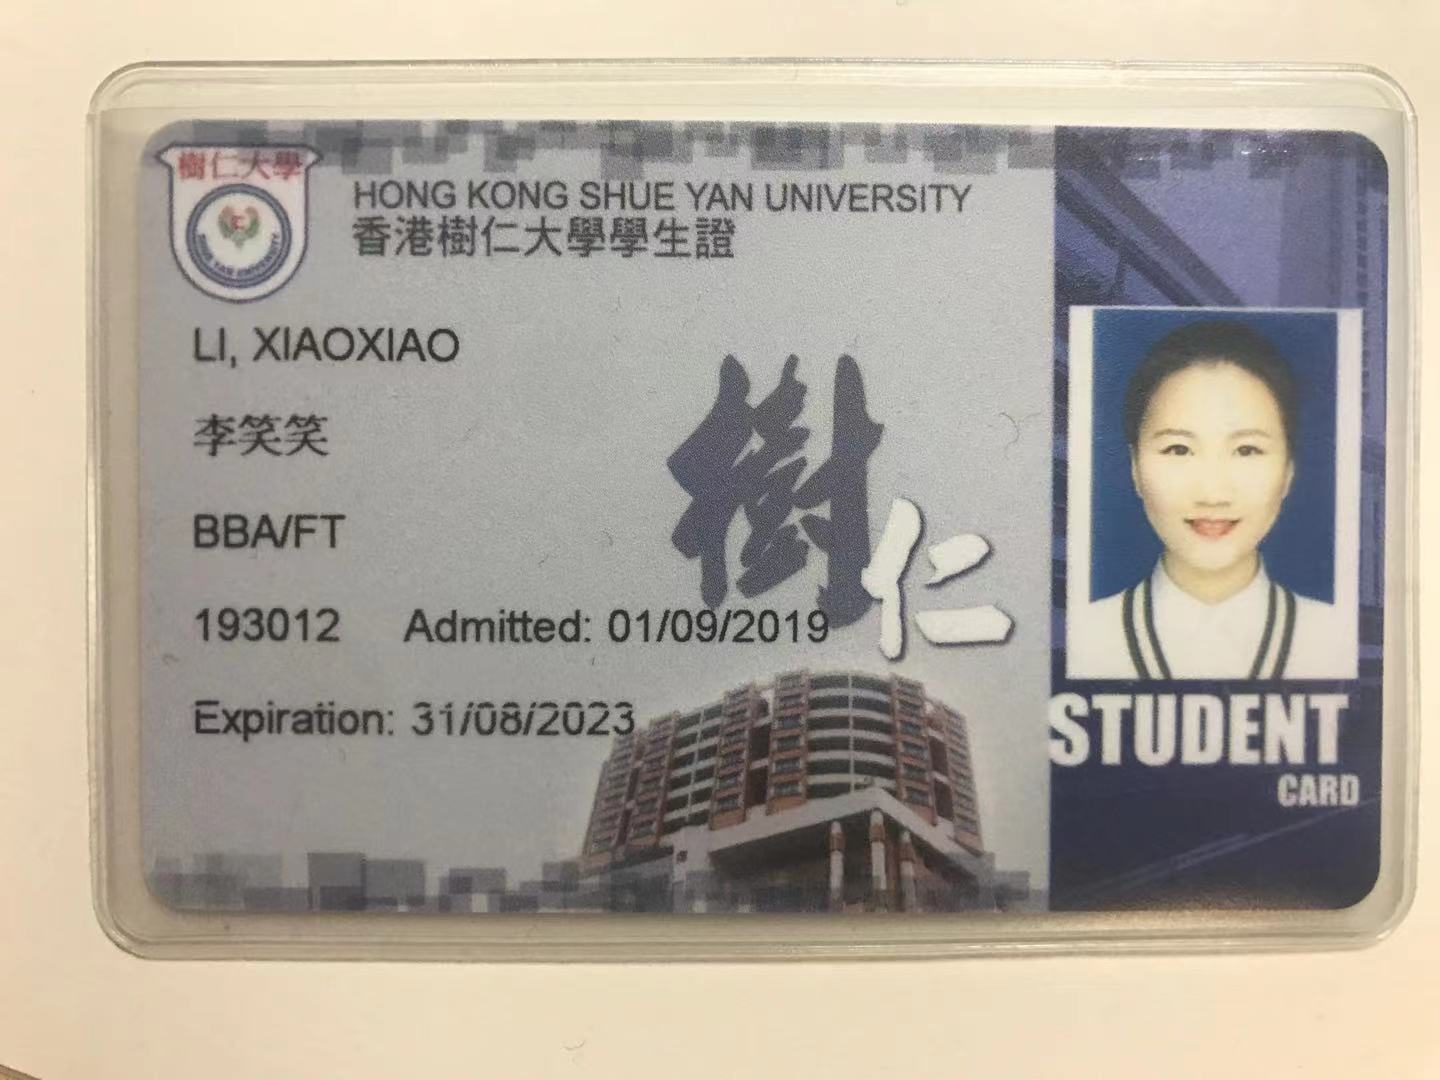 樹仁大學
SHUE YAN UNIVERSITY
HONG KONG SHUE YAN UNIVERSITY
香港樹仁大學學生證
LI, XIAOXIAO
李笑笑
BBA/FT
193012 Admitted: 01/09/2019
Expiration: 31/08/2023
樹仁
STUDENT
CARD